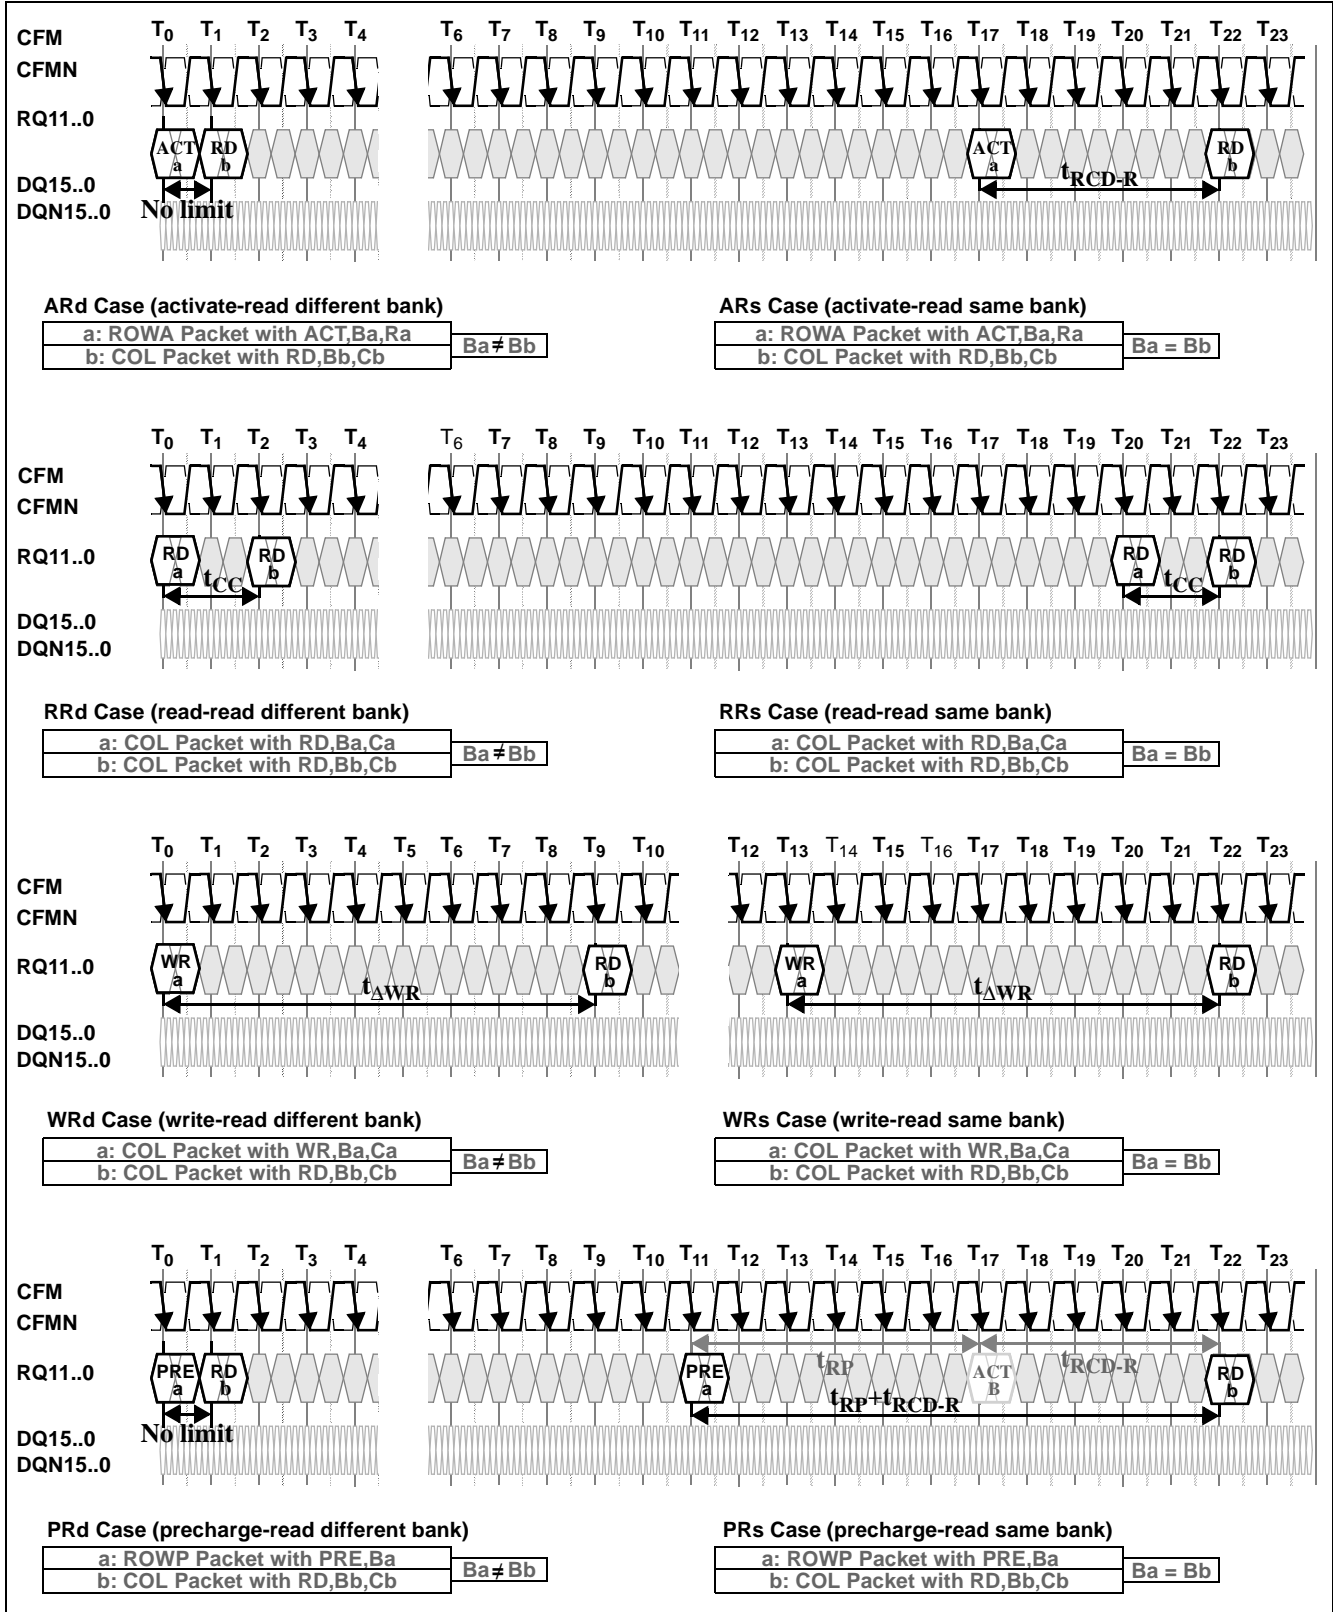 T0 T1 T2 T3 T4 T6 T7 T8 T9 T10 T11 T12 T13 T14 T15 T16 T17 T18 T19 T20 T21 T22 T23
CFM
CFMN
RQ11..0
ACT a RD b ACT a RD b
tRCD-R
DQ15..0
DQN15..0
No limit
ARd Case (activate-read different bank)
a: ROWA Packet with ACT,Ba,Ra
b: COL Packet with RD,Bb,Cb
Ba≠Bb
ARs Case (activate-read same bank)
a: ROWA Packet with ACT,Ba,Ra
b: COL Packet with RD,Bb,Cb
Ba = Bb
T0 T1 T2 T3 T4 T6 T7 T8 T9 T10 T11 T12 T13 T14 T15 T16 T17 T18 T19 T20 T21 T22 T23
CFM
CFMN
RQ11..0
RD a RD b RD a RD b
tCC tCC
DQ15..0
DQN15..0
RRd Case (read-read different bank)
a: COL Packet with RD,Ba,Ca
b: COL Packet with RD,Bb,Cb
Ba≠Bb
RRs Case (read-read same bank)
a: COL Packet with RD,Ba,Ca
b: COL Packet with RD,Bb,Cb
Ba = Bb
T0 T1 T2 T3 T4 T5 T6 T7 T8 T9 T10 T12 T13 T14 T15 T16 T17 T18 T19 T20 T21 T22 T23
CFM
CFMN
RQ11..0
WR a RD b WR a RD b
tΔWR tΔWR
DQ15..0
DQN15..0
WRd Case (write-read different bank)
a: COL Packet with WR,Ba,Ca
b: COL Packet with RD,Bb,Cb
Ba≠Bb
WRs Case (write-read same bank)
a: COL Packet with WR,Ba,Ca
b: COL Packet with RD,Bb,Cb
Ba = Bb
T0 T1 T2 T3 T4 T6 T7 T8 T9 T10 T11 T12 T13 T14 T15 T16 T17 T18 T19 T20 T21 T22 T23
CFM
CFMN
RQ11..0
PRE a RD b PRE a ACT B RD b
tRP tRCD-R
tRP+tRCD-R
DQ15..0
DQN15..0
No limit
PRd Case (precharge-read different bank)
a: ROWP Packet with PRE,Ba
b: COL Packet with RD,Bb,Cb
Ba≠Bb
PRs Case (precharge-read same bank)
a: ROWP Packet with PRE,Ba
b: COL Packet with RD,Bb,Cb
Ba = Bb